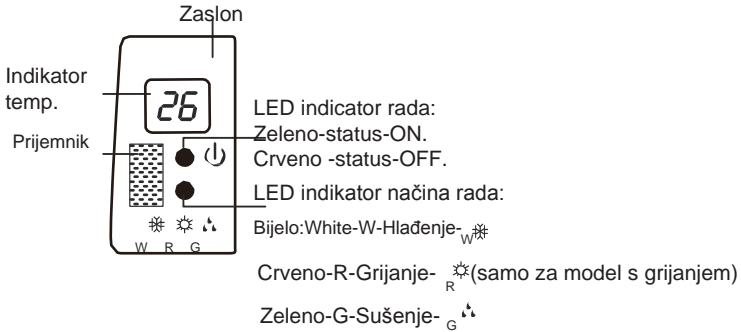 Zaslon
Indikator
temp.
26
Prijemnik
W R G
LED indicator rada:
Zeleno-status-ON.
Crveno -status-OFF.
LED indikator načina rada:
Bijelo:White-W-Hlađenje-W
Crveno-R-Grijanje- R (samo za model s grijanjem)
Zeleno-G-Sušenje- G